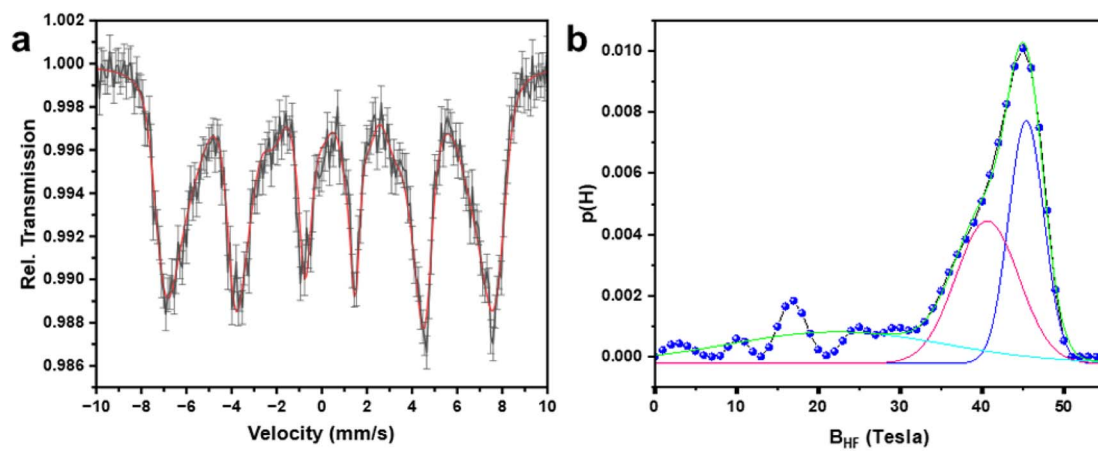 a
1.002
1.000
0.998
0.996
0.994
0.992
0.990
0.988
0.986
Rel. Transmission
−10 −8 −6 −4 −2 0 2 4 6 8 10
Velocity (mm/s)
b
0.010
0.008
0.006
0.004
0.002
0.000
p(H)
0 10 20 30 40 50
B_HF (Tesla)